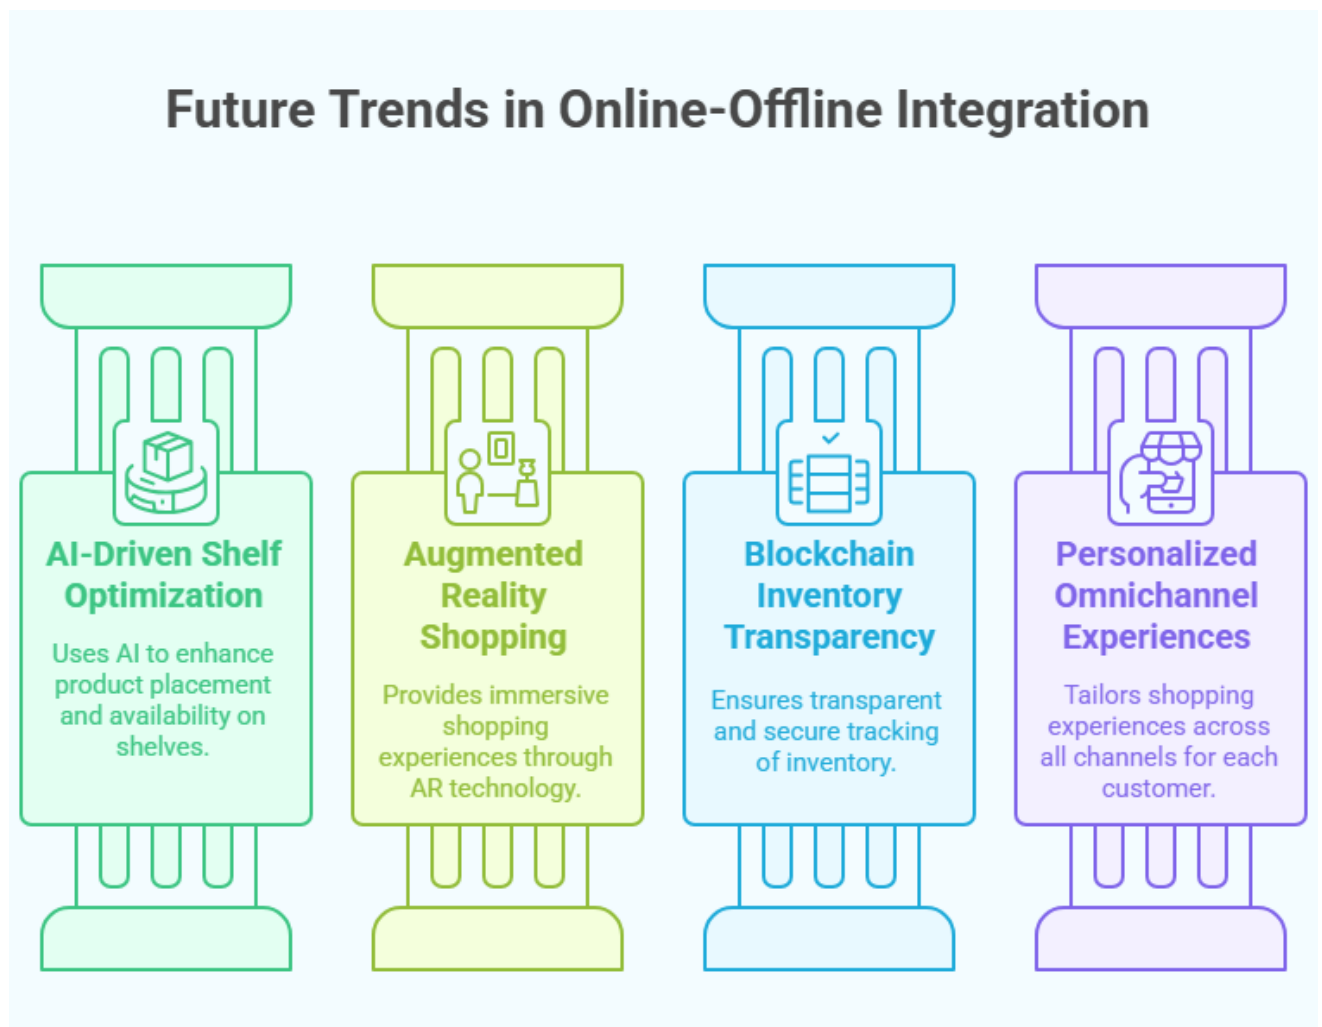 Future Trends in Online-Offline Integration
AI-Driven Shelf
Optimization
Uses AI to enhance
product placement
and availability on
shelves.
Augmented
Reality
Shopping
Provides immersive
shopping
experiences through
AR technology.
Blockchain
Inventory
Transparency
Ensures transparent
and secure tracking
of inventory.
Personalized
Omnichannel
Experiences
Tailors shopping
experiences across
all channels for each
customer.